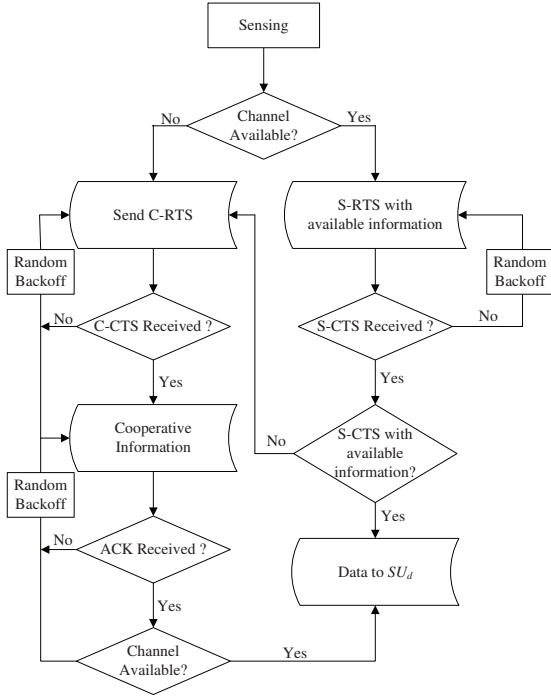 Sensing
Channel
Available?
No
Yes
Send C-RTS
S-RTS with
available information
Random
Backoff
Random
Backoff
C-CTS Received ?
No
S-CTS Received ?
No
Yes
Yes
Cooperative
Information
No
S-CTS with
available
information?
Random
Backoff
Yes
ACK Received ?
No
Data to SU_d
Yes
Channel
Available?
Yes